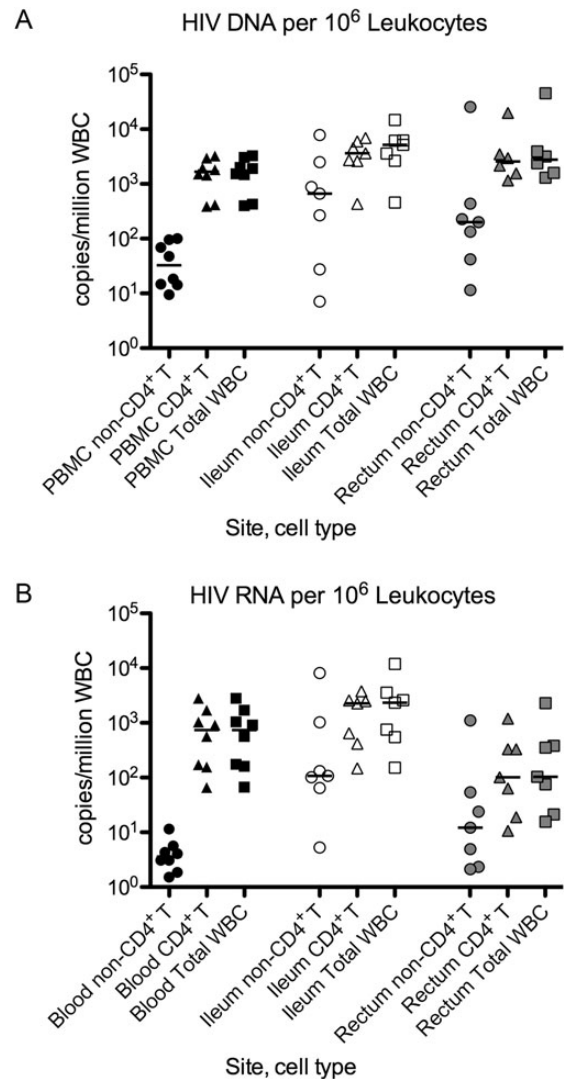 A
HIV DNA per 10⁶ Leukocytes
copies/million WBC
10⁵
10⁴
10³
10²
10¹
10⁰
PBMC non-CD4⁺ T
PBMC CD4⁺ T
PBMC Total WBC
Ileum non-CD4⁺ T
Ileum CD4⁺ T
Ileum Total WBC
Rectum non-CD4⁺ T
Rectum CD4⁺ T
Rectum Total WBC
Site, cell type
B
HIV RNA per 10⁶ Leukocytes
copies/million WBC
10⁵
10⁴
10³
10²
10¹
10⁰
Blood non-CD4⁺ T
Blood CD4⁺ T
Blood Total WBC
Ileum non-CD4⁺ T
Ileum CD4⁺ T
Ileum Total WBC
Rectum non-CD4⁺ T
Rectum CD4⁺ T
Rectum Total WBC
Site, cell type